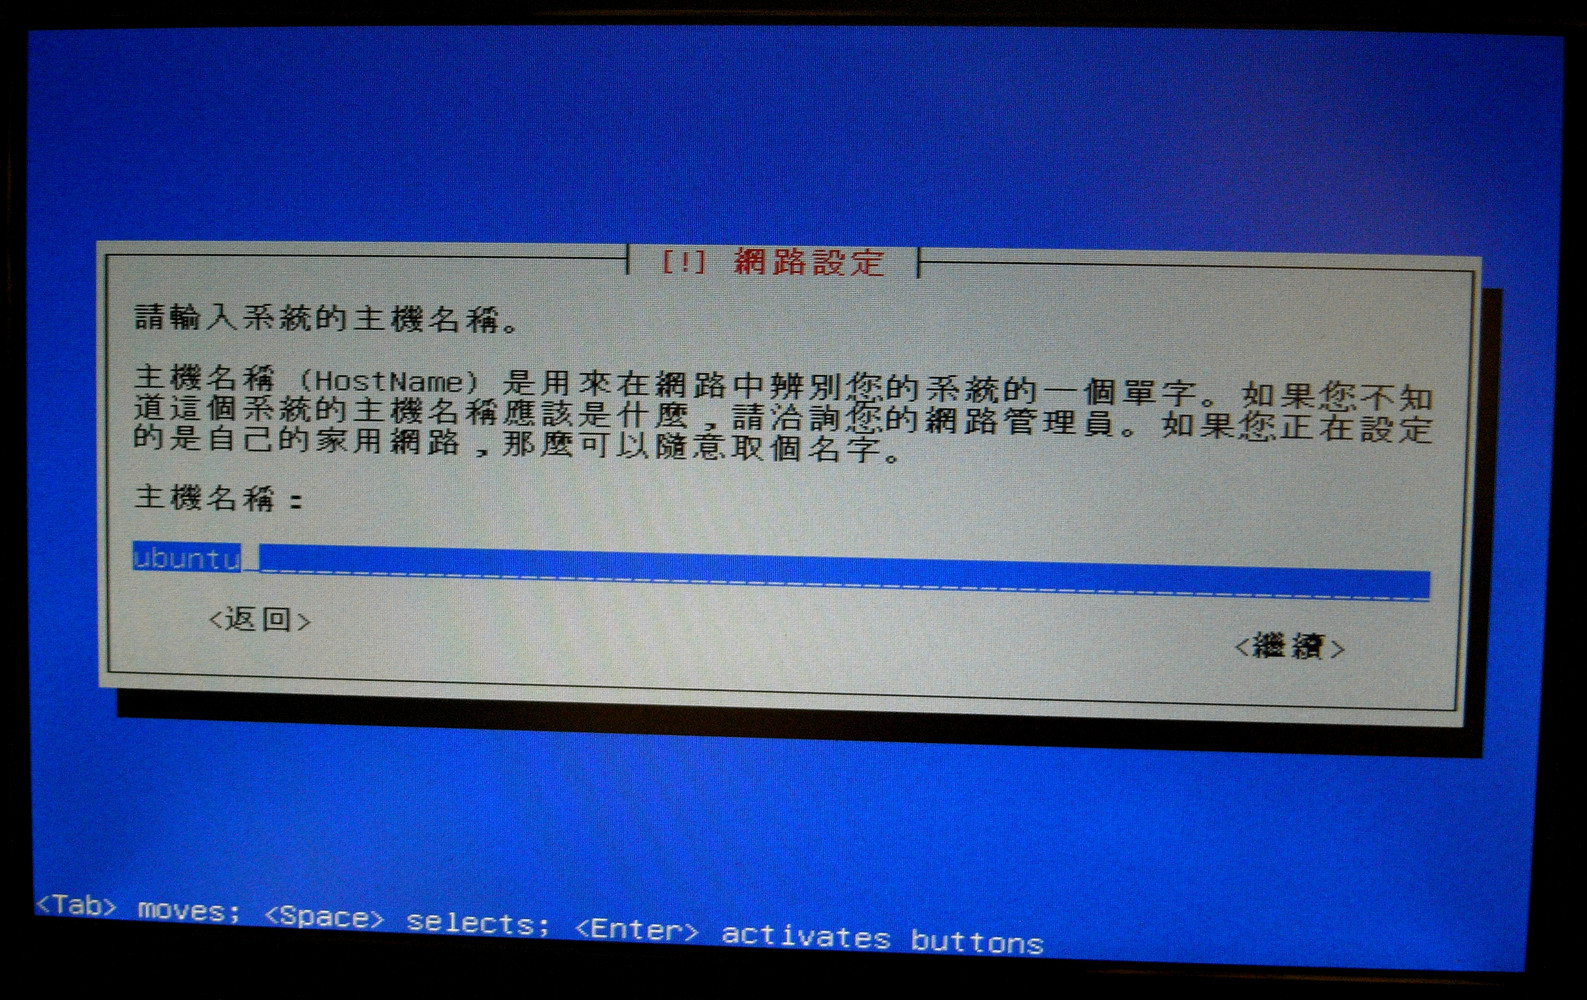 [!] 網路設定
請輸入系統的主機名稱。
主機名稱 (HostName) 是用來在網路中辨別您的系統的一個單字。如果您不知
道這個系統的主機名稱應該是什麼，請洽詢您的網路管理員。如果您正在設定
的是自己的家用網路，那麼可以隨意取個名字。
主機名稱：
ubuntu
<返回>
<繼續>
<Tab> moves; <Space> selects; <Enter> activates buttons